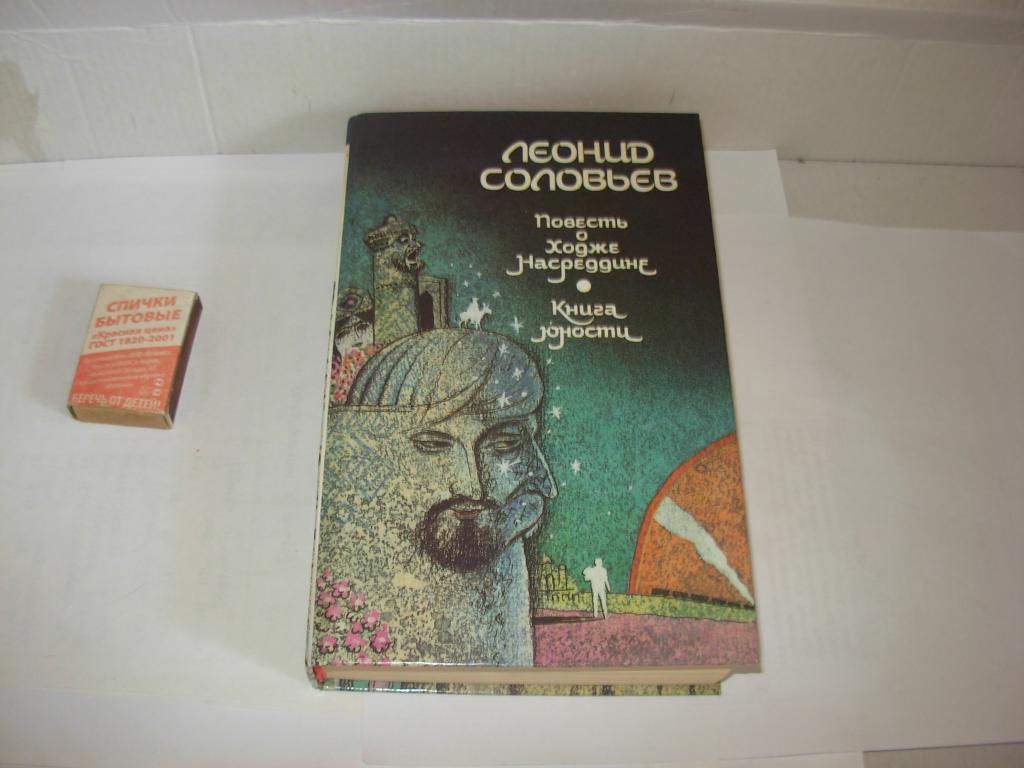 ЛЕОНИД
СОЛОВЬЕВ
Повесть
о
Ходже
Насреддине
Книга
юности
СПИЧКИ
БЫТОВЫЕ
«Красная цена»
ГОСТ 1820-2001
БЕРЕЧЬ ОТ ДЕТЕЙ!